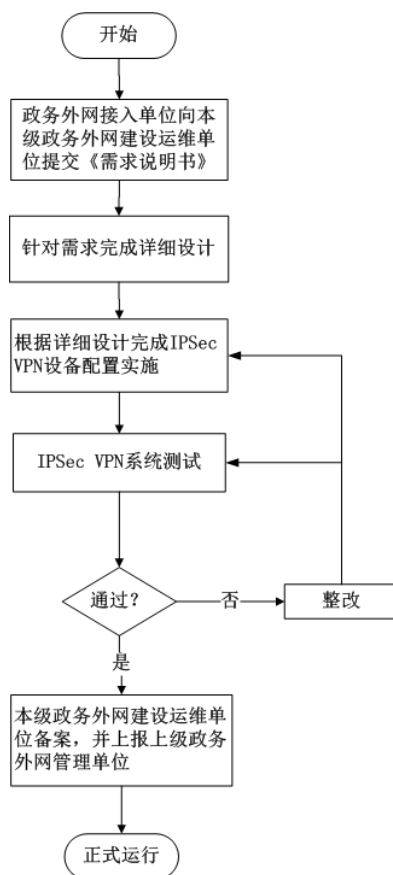 开始
政务外网接入单位向本
级政务外网建设运维单
位提交《需求说明书》
针对需求完成详细设计
根据详细设计完成IPSec
VPN设备配置实施
IPSec VPN系统测试
通过?
否
整改
是
本级政务外网建设运维单
位备案，并上报上级政务
外网管理单位
正式运行